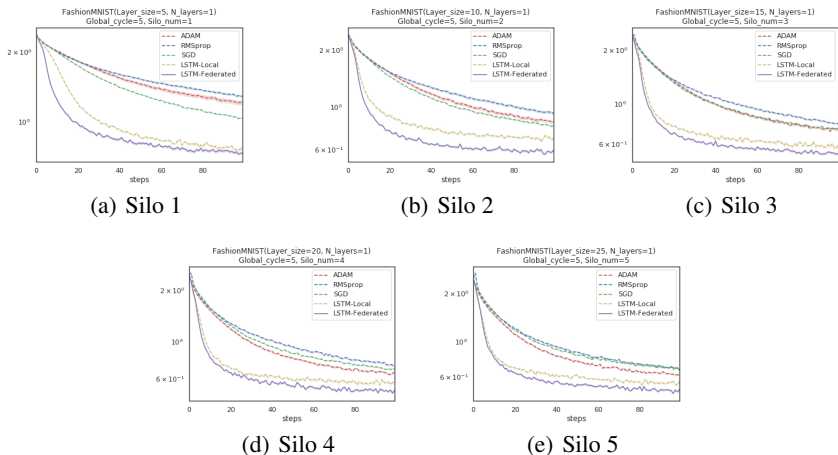 FashionMNIST(Layer_size=5, N_layers=1)
Global_cycle=5, Silo_num=1
2 × 10⁰
10⁰
ADAM
RMSprop
SGD
LSTM-Local
LSTM-Federated
0 20 40 60 80
steps
(a) Silo 1
FashionMNIST(Layer_size=10, N_layers=1)
Global_cycle=5, Silo_num=2
2 × 10⁰
10⁰
6 × 10⁻¹
ADAM
RMSprop
SGD
LSTM-Local
LSTM-Federated
0 20 40 60 80
steps
(b) Silo 2
FashionMNIST(Layer_size=15, N_layers=1)
Global_cycle=5, Silo_num=3
2 × 10⁰
10⁰
6 × 10⁻¹
ADAM
RMSprop
SGD
LSTM-Local
LSTM-Federated
0 20 40 60 80
steps
(c) Silo 3
FashionMNIST(Layer_size=20, N_layers=1)
Global_cycle=5, Silo_num=4
2 × 10⁰
10⁰
6 × 10⁻¹
ADAM
RMSprop
SGD
LSTM-Local
LSTM-Federated
0 20 40 60 80
steps
(d) Silo 4
FashionMNIST(Layer_size=25, N_layers=1)
Global_cycle=5, Silo_num=5
2 × 10⁰
10⁰
6 × 10⁻¹
ADAM
RMSprop
SGD
LSTM-Local
LSTM-Federated
0 20 40 60 80
steps
(e) Silo 5